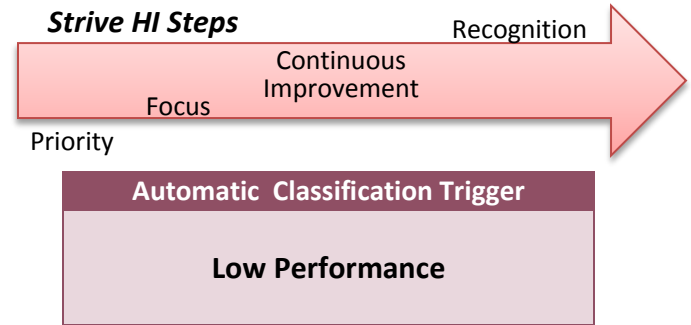 Strive HI Steps
Recognition
Continuous
Improvement
Focus
Priority
Automatic Classification Trigger
Low Performance